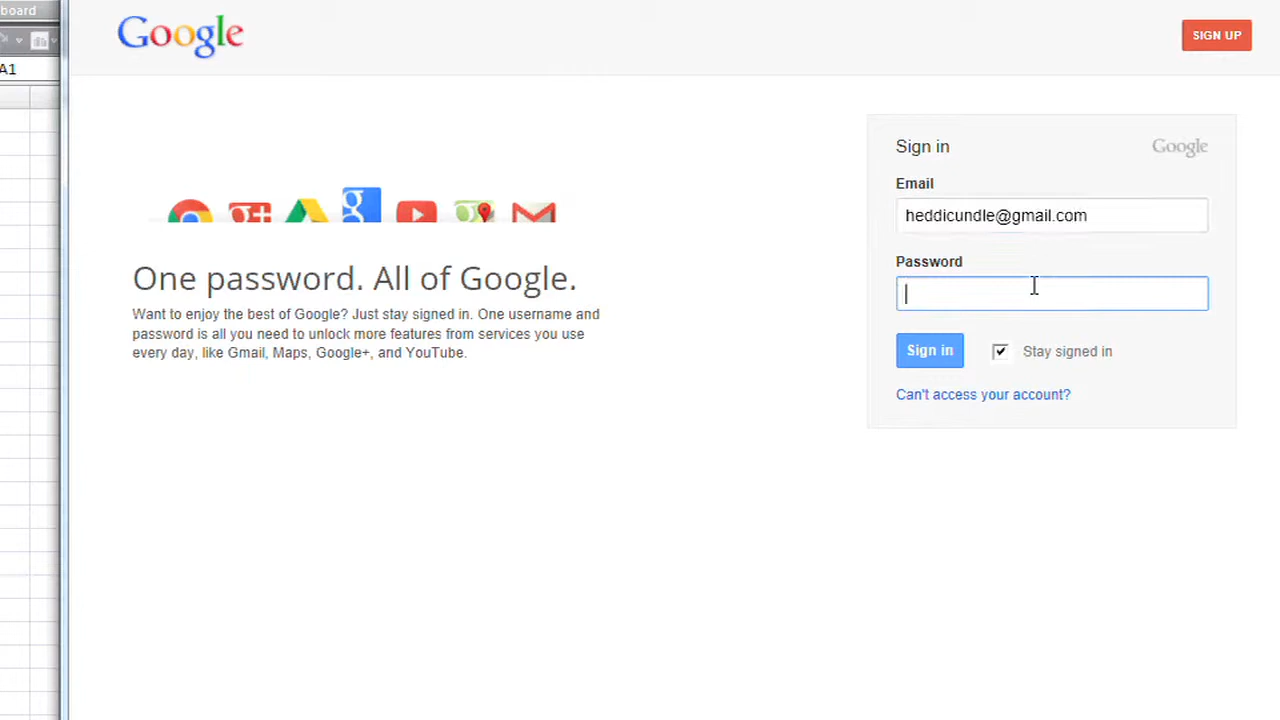 board
A1
Google
SIGN UP
One password. All of Google.
Want to enjoy the best of Google? Just stay signed in. One username and
password is all you need to unlock more features from services you use
every day, like Gmail, Maps, Google+, and YouTube.
Sign in
Google
Email
heddicundle@gmail.com
Password
Sign in
Stay signed in
Can't access your account?